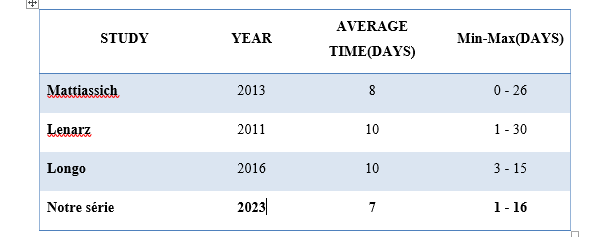 STUDY YEAR AVERAGE TIME(DAYS) Min-Max(DAYS)
Mattiassich 2013 8 0 - 26
Lenarz 2011 10 1 - 30
Longo 2016 10 3 - 15
Notre série 2023 7 1 - 16